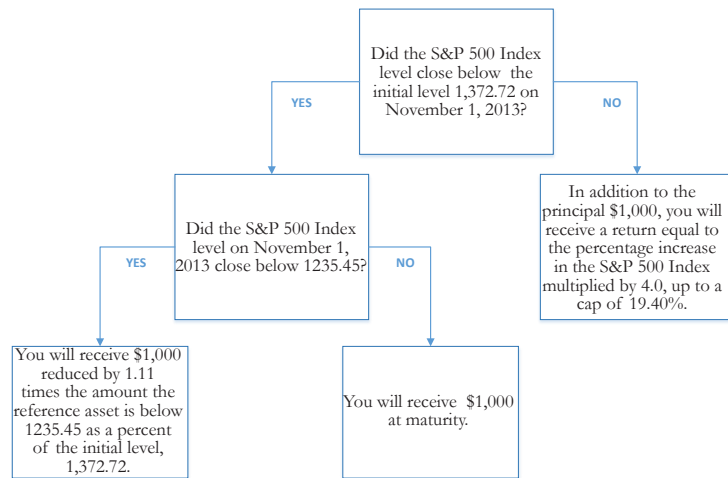 Did the S&P 500 Index
level close below the
initial level 1,372.72 on
November 1, 2013?
YES
NO
Did the S&P 500 Index
level on November 1,
2013 close below 1235.45?
In addition to the
principal $1,000, you will
receive a return equal to
the percentage increase
in the S&P 500 Index
multiplied by 4.0, up to a
cap of 19.40%.
YES
NO
You will receive $1,000
reduced by 1.11
times the amount the
reference asset is below
1235.45 as a percent
of the initial level,
1,372.72.
You will receive $1,000
at maturity.